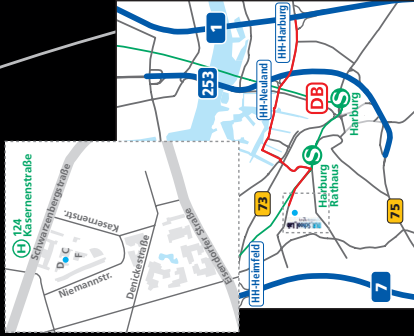 1
HH-Harburg
253
HH-Neuland
DB
S
Harburg
S
Harburg
Rathaus
73
75
7
HH-Heimfeld
H 124
Kasernenstraße
Schwarzenbergstraße
Kasernenstr.
D
C
F
Niemannstr.
Denickestraße
Eißendorfer Straße